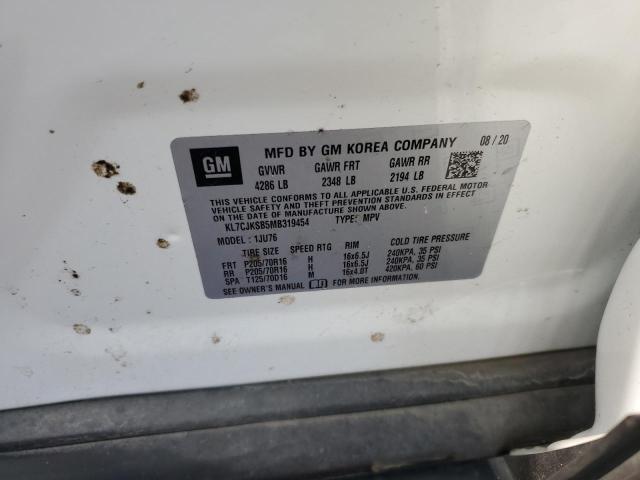 GM
MFD BY GM KOREA COMPANY 08/20
GVWR GAWR FRT GAWR RR
4286 LB 2348 LB 2194 LB
THIS VEHICLE CONFORMS TO ALL APPLICABLE U.S. FEDERAL MOTOR
VEHICLE SAFETY AND THEFT PREVENTION STANDARDS IN EFFECT
ON THE DATE OF MANUFACTURE SHOWN ABOVE.
KL7CJKSB5MB319454 TYPE: MPV
MODEL: 1JU76
TIRE SIZE SPEED RTG RIM COLD TIRE PRESSURE
FRT P205/70R16 H 16x6.5J 240KPA, 35 PSI
RR P205/70R16 H 16x6.5J 240KPA, 35 PSI
SPA T125/70D16 M 16x4.0T 420KPA, 60 PSI
SEE OWNER'S MANUAL FOR MORE INFORMATION.